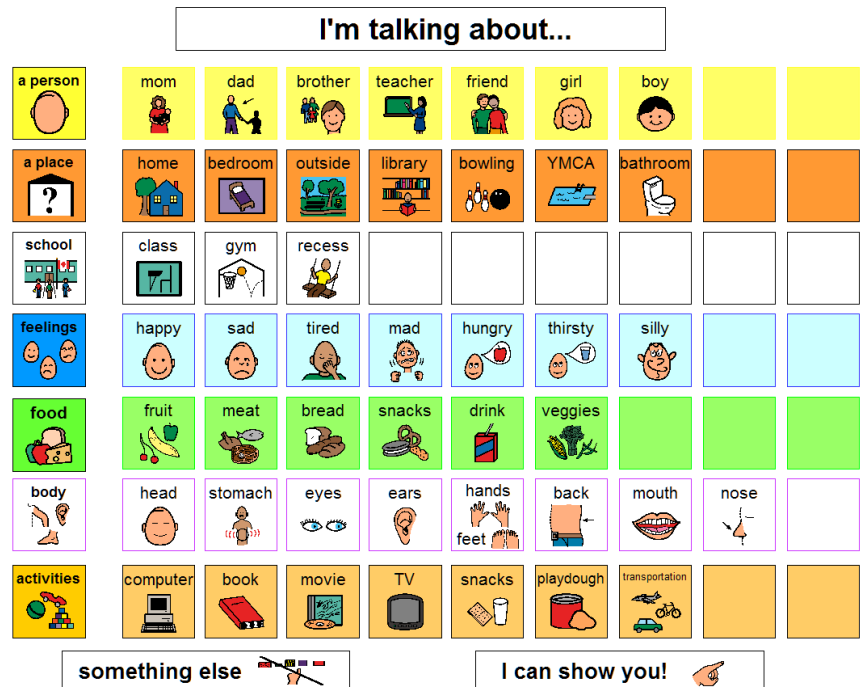 I'm talking about...
a person mom dad brother teacher friend girl boy
a place home bedroom outside library bowling YMCA bathroom
?
school class gym recess
feelings happy sad tired mad hungry thirsty silly
food fruit meat bread snacks drink veggies
body head stomach eyes ears hands back mouth nose
feet
activities computer book movie TV snacks playdough transportation
something else I can show you!